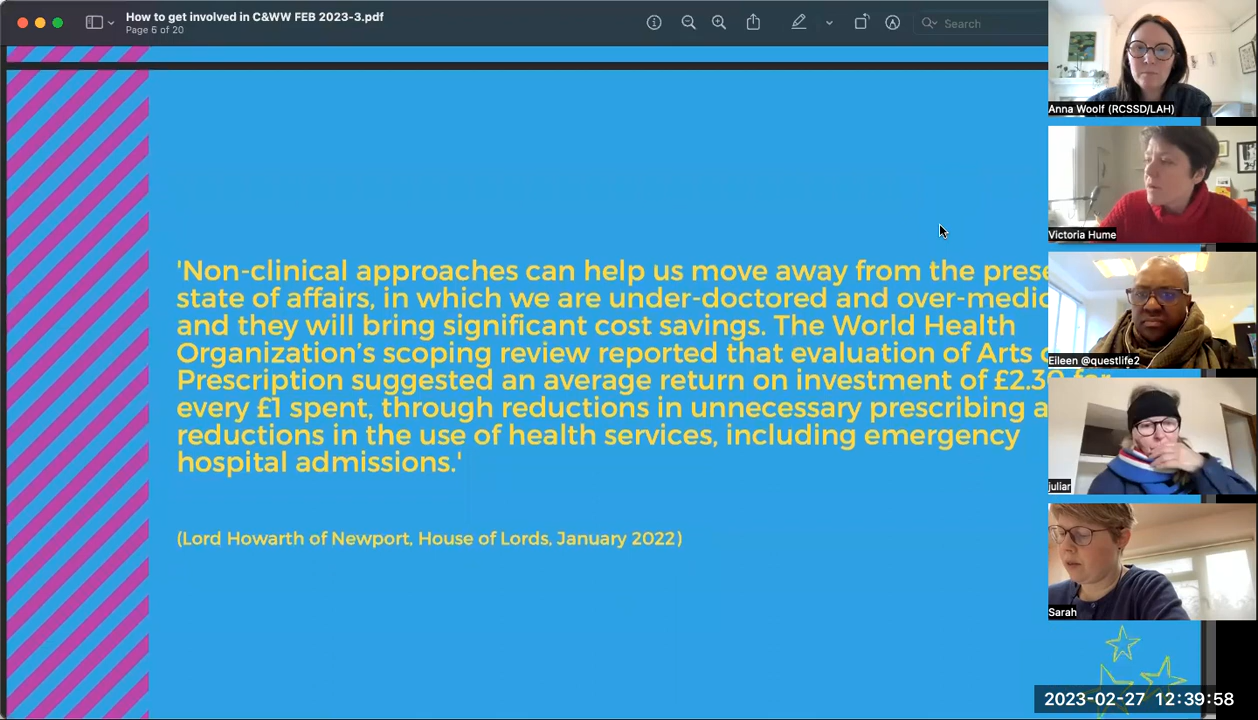 How to get involved in C&WW FEB 2023-3.pdf
Page 6 of 20
Search
Anna Woolf (RCSSD/LAH)
Victoria Hume
Eileen @questlife2
juliar
Sarah
'Non-clinical approaches can help us move away from the
state of affairs, in which we are under-doctored and
and they will bring significant cost savings. The World Health
Organization's scoping review reported that evaluation of Arts
Prescription suggested an average return on investment of for
every £1 spent, through reductions in unnecessary prescribing
reductions in the use of health services, including emergency
hospital admissions.'
(Lord Howarth of Newport, House of Lords, January 2022)
2023-02-27 12:39:58